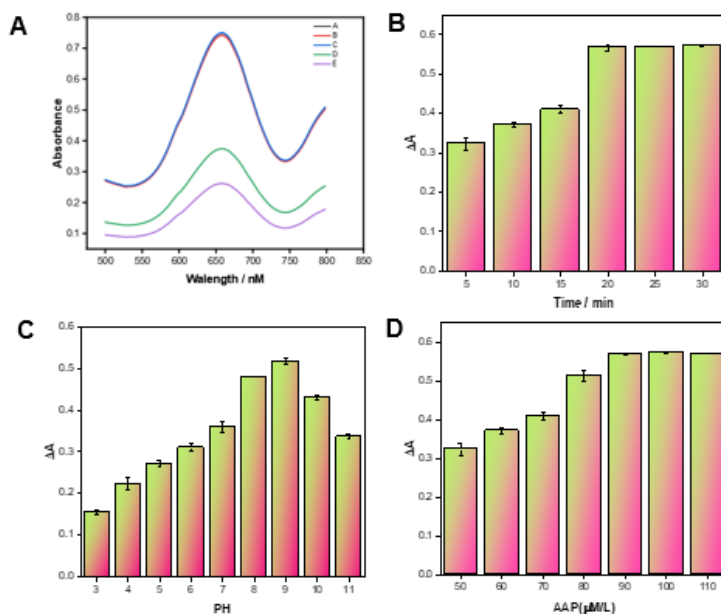 A
0.8
0.7
0.6
0.5
0.4
0.3
0.2
0.1
Absorbance
500 550 600 650 700 750 800 850
Walength / nM
A
B
C
D
E
B
0.6
0.5
0.4
0.3
0.2
0.1
0.0
ΔA
5 10 15 20 25 30
Time / min
C
0.6
0.5
0.4
0.3
0.2
0.1
0.0
ΔA
3 4 5 6 7 8 9 10 11
PH
D
0.6
0.5
0.4
0.3
0.2
0.1
0.0
ΔA
50 60 70 80 90 100 110
AAP(μM/L)